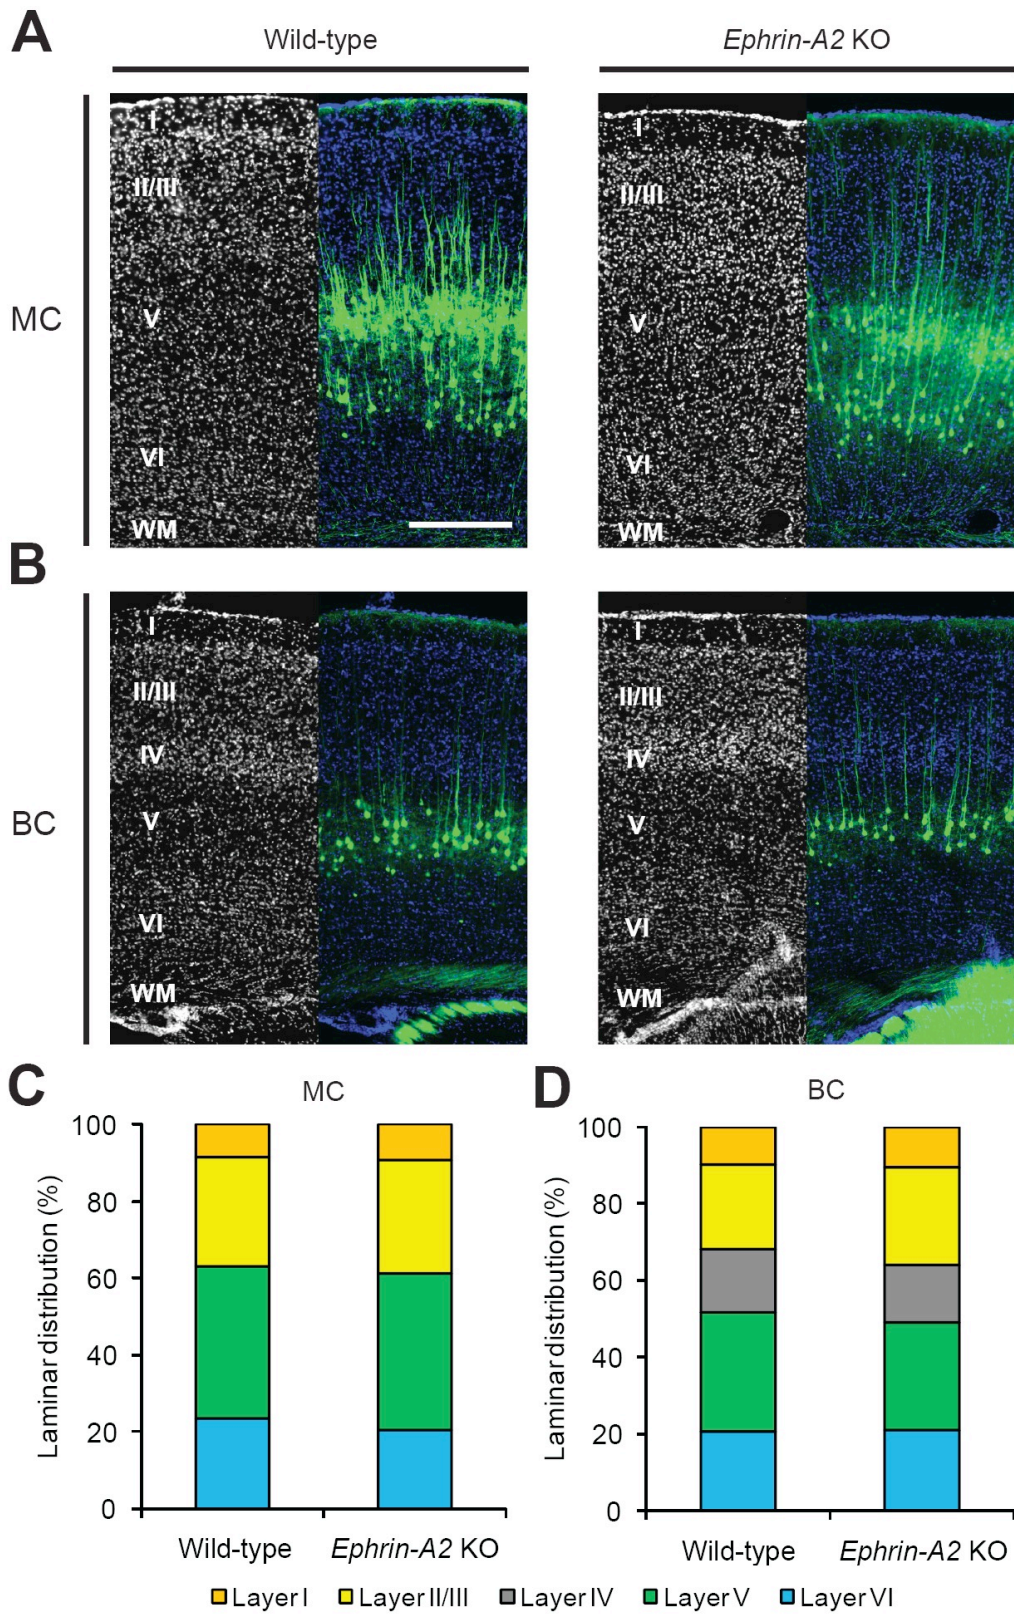 A
Wild-type
Ephrin-A2 KO
MC
I
II/III
V
VI
WM
I
II/III
V
VI
WM
B
BC
I
II/III
IV
V
VI
WM
I
II/III
IV
V
VI
WM
C
MC
Laminar distribution (%)
100
80
60
40
20
0
Wild-type
Ephrin-A2 KO
D
BC
Laminar distribution (%)
100
80
60
40
20
0
Wild-type
Ephrin-A2 KO
Layer I Layer II/III Layer IV Layer V Layer VI